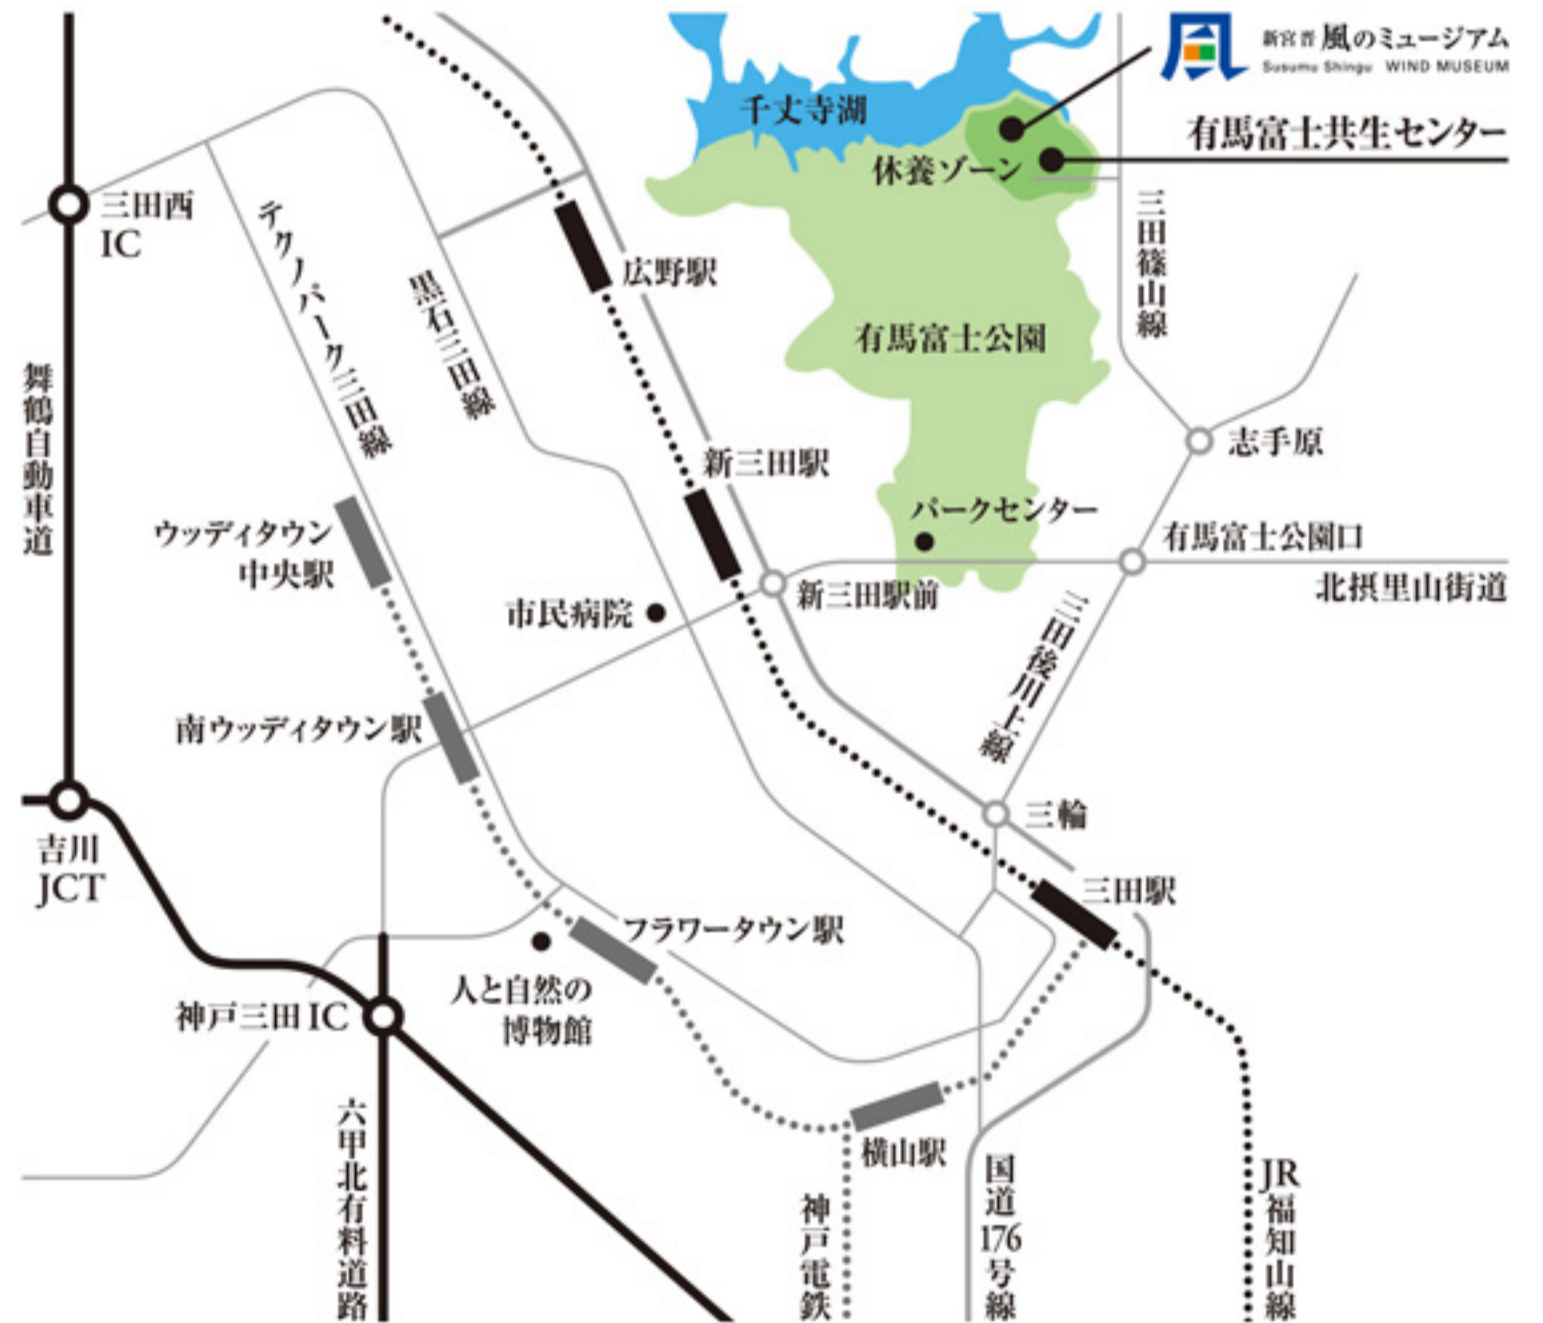 新宮晋 風のミュージアム
Susumu Shingu WIND MUSEUM
千丈寺湖
有馬富士共生センター
休養ゾーン
三田西
IC
三田篠山線
テクノパーク三田線
広野駅
黒石三田線
有馬富士公園
舞鶴自動車道
志手原
新三田駅
パークセンター
ウッディタウン
中央駅
有馬富士公園口
北摂里山街道
新三田駅前
市民病院
三田後川上線
南ウッディタウン駅
三輪
吉川
JCT
三田駅
フラワータウン駅
人と自然の
博物館
神戸三田IC
六甲北有料道路
横山駅
神戸電鉄
国道176号線
JR福知山線